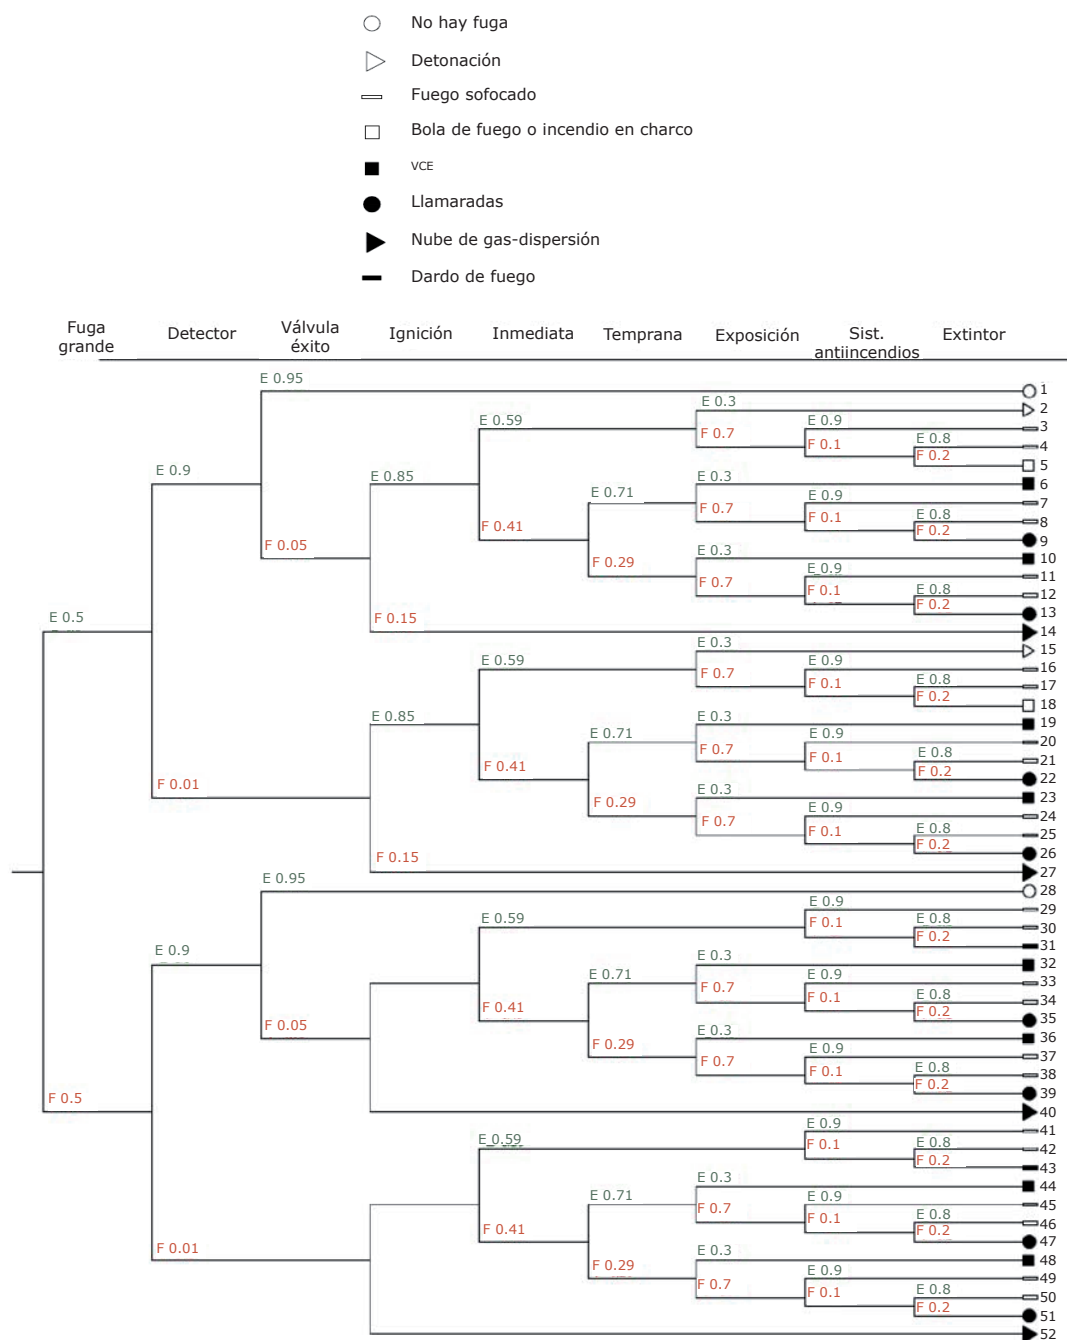 No hay fuga
Detonación
Fuego sofocado
Bola de fuego o incendio en charco
VCE
Llamaradas
Nube de gas-dispersión
Dardo de fuego
Fuga grande
Detector
Válvula éxito
Ignición
Inmediata
Temprana
Exposición
Sist. antiincendios
Extintor
E 0.95
1
E 0.3
2
E 0.59
E 0.9
3
F 0.7
F 0.1
E 0.8
4
F 0.2
5
E 0.9
E 0.85
E 0.3
6
E 0.71
E 0.9
7
F 0.7
F 0.1
E 0.8
8
F 0.05
F 0.41
F 0.2
9
F 0.29
E 0.3
10
F 0.7
E 0.9
11
F 0.1
E 0.8
12
F 0.2
13
E 0.5
F 0.15
14
E 0.3
15
E 0.59
E 0.9
16
F 0.7
F 0.1
E 0.8
17
F 0.2
18
E 0.85
E 0.3
19
E 0.71
E 0.9
20
F 0.7
F 0.1
E 0.8
21
F 0.01
F 0.41
F 0.2
22
F 0.29
E 0.3
23
F 0.7
E 0.9
24
F 0.1
E 0.8
25
F 0.2
26
F 0.15
27
E 0.95
28
E 0.9
29
E 0.59
F 0.1
E 0.8
30
F 0.2
31
E 0.9
E 0.3
32
E 0.71
F 0.7
E 0.9
33
F 0.1
E 0.8
34
F 0.05
F 0.41
F 0.2
35
F 0.29
E 0.3
36
F 0.7
E 0.9
37
F 0.1
E 0.8
38
F 0.2
39
F 0.5
40
E 0.9
41
E 0.59
F 0.1
E 0.8
42
F 0.2
43
E 0.3
44
E 0.71
F 0.7
E 0.9
45
F 0.1
E 0.8
46
F 0.41
F 0.2
47
F 0.01
F 0.29
E 0.3
48
F 0.7
E 0.9
49
F 0.1
E 0.8
50
F 0.2
51
52